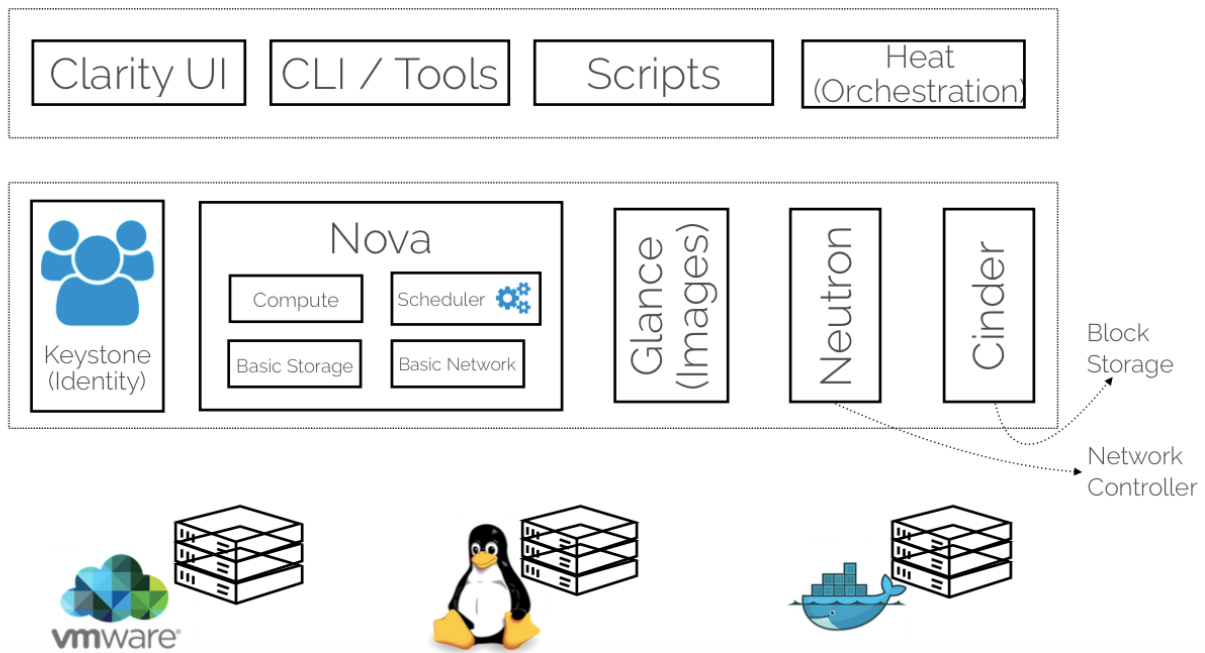 Clarity UI
CLI / Tools
Scripts
Heat
(Orchestration)
Keystone
(Identity)
Nova
Compute
Scheduler
Basic Storage
Basic Network
Glance
(Images)
Neutron
Cinder
Block
Storage
Network
Controller
vmware®